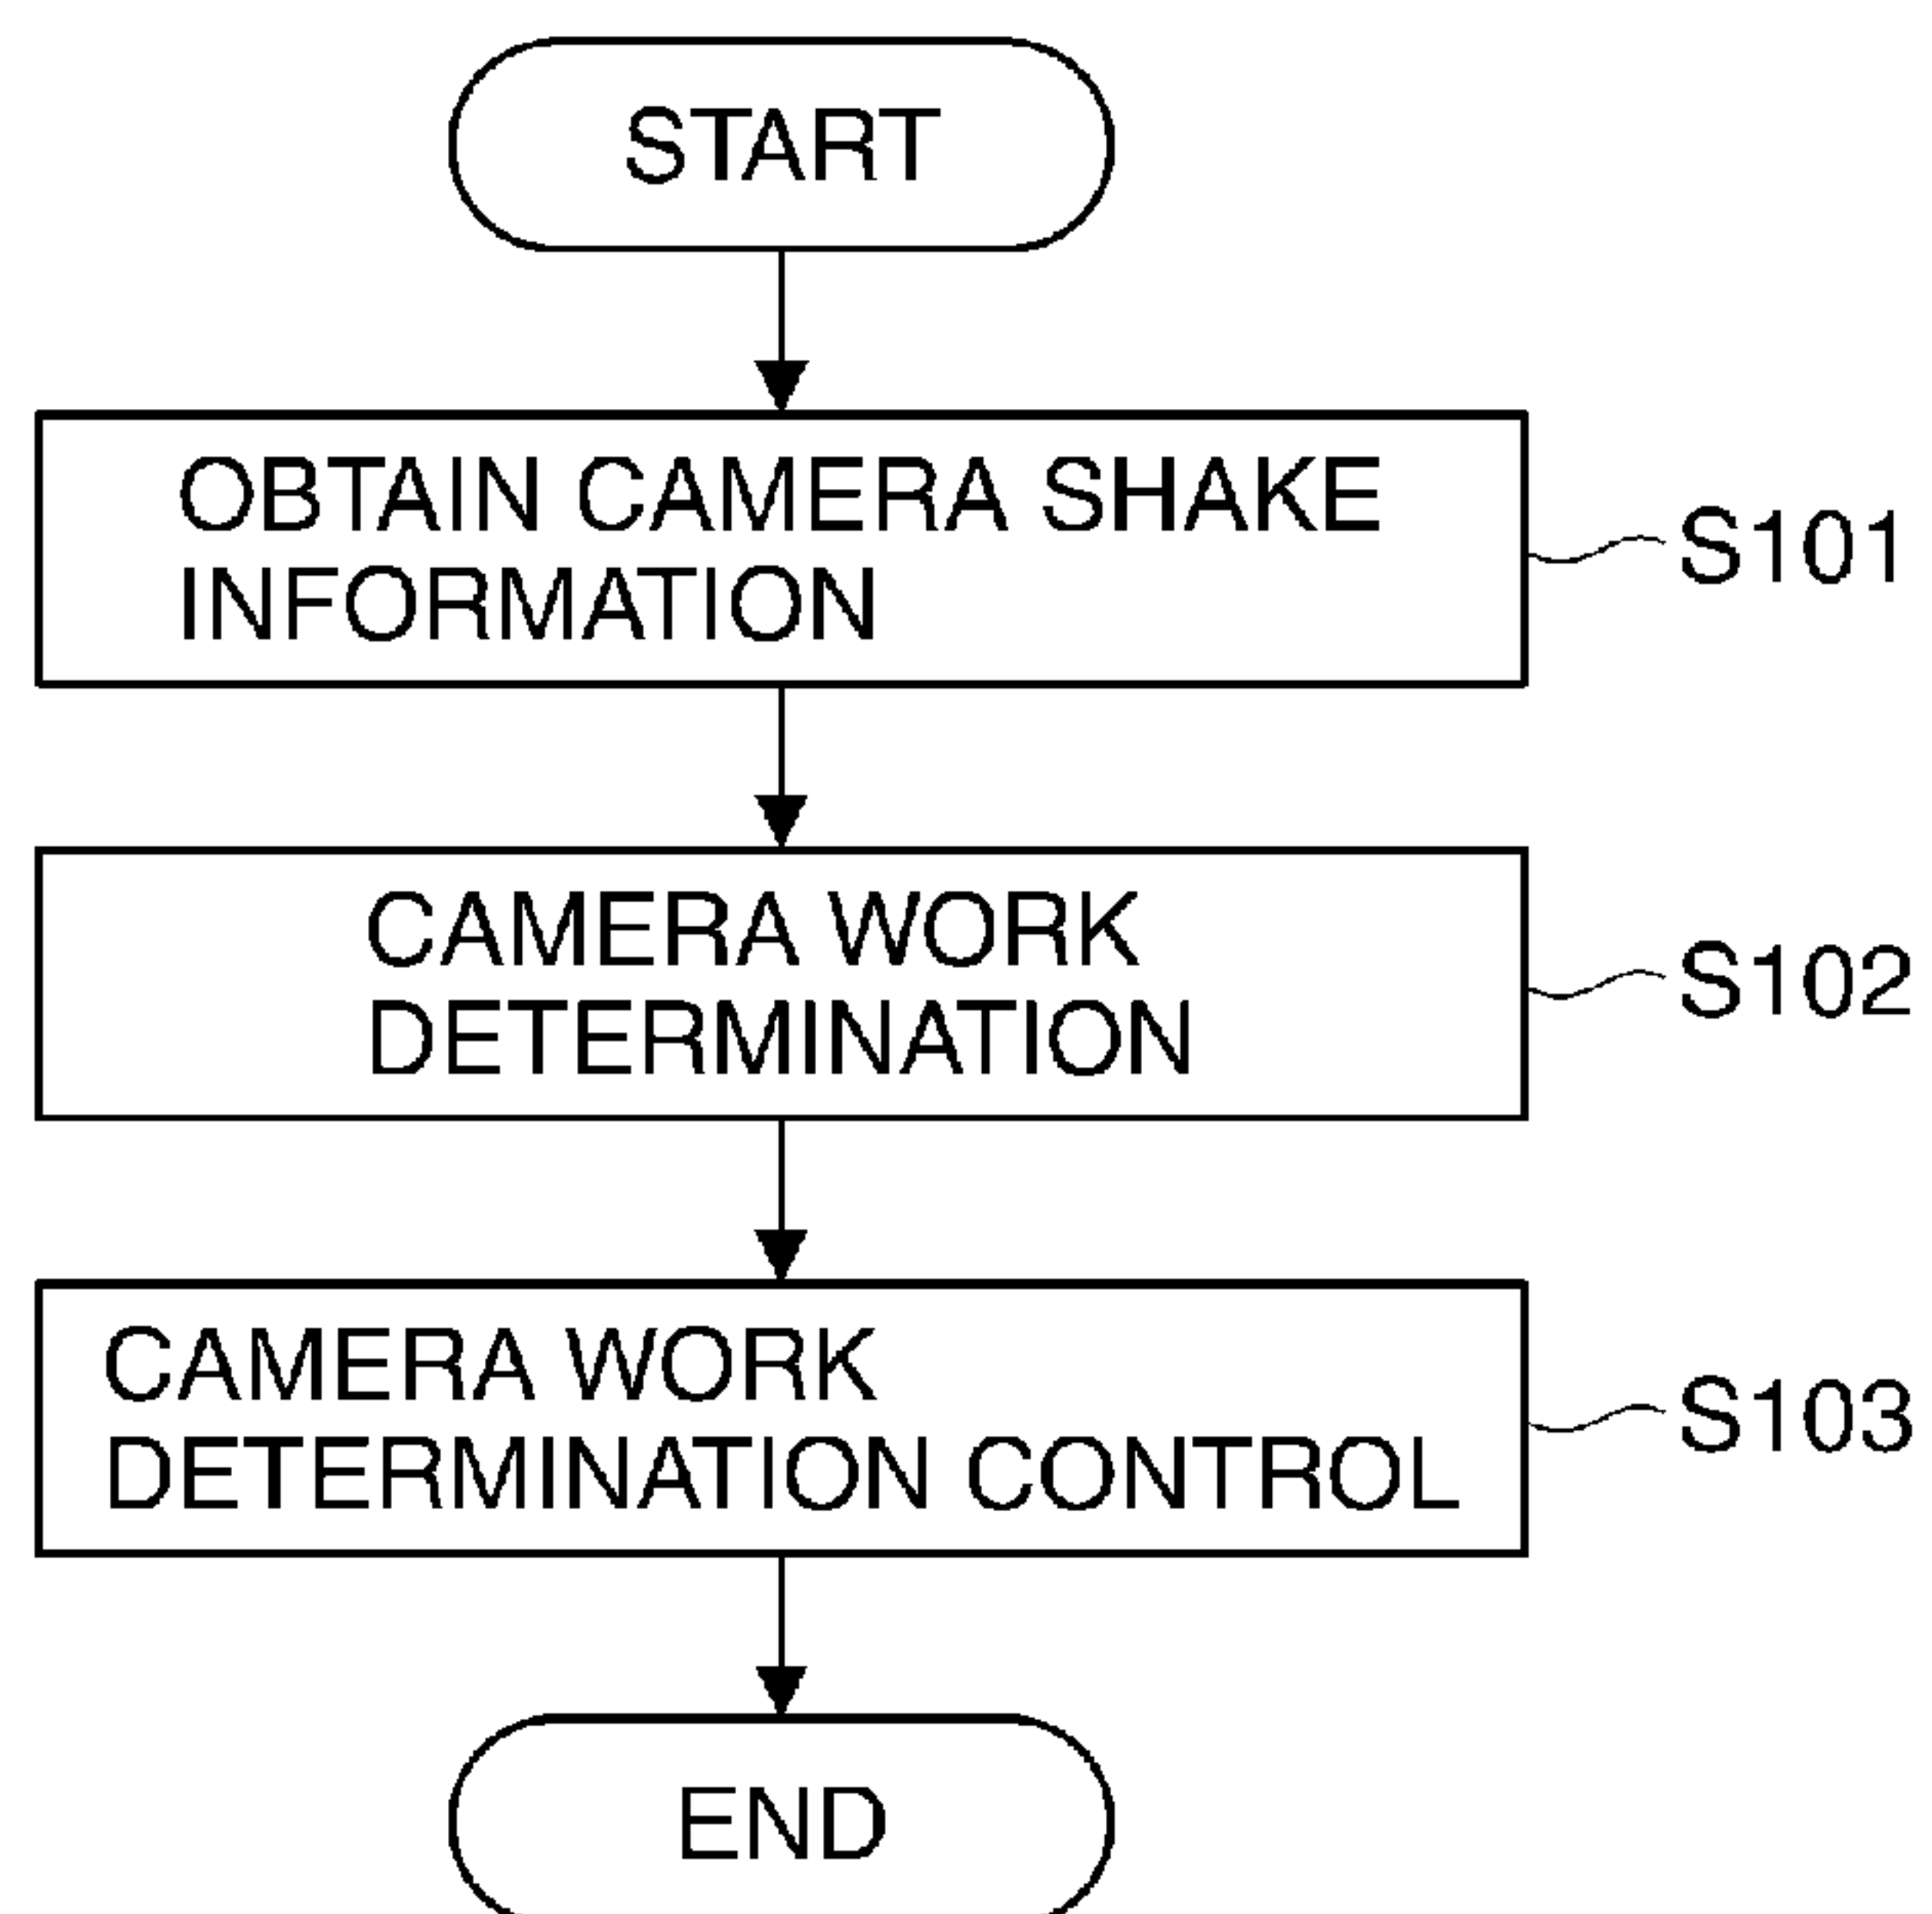 START
OBTAIN CAMERA SHAKE
INFORMATION
S101
CAMERA WORK
DETERMINATION
S102
CAMERA WORK
DETERMINATION CONTROL
S103
END